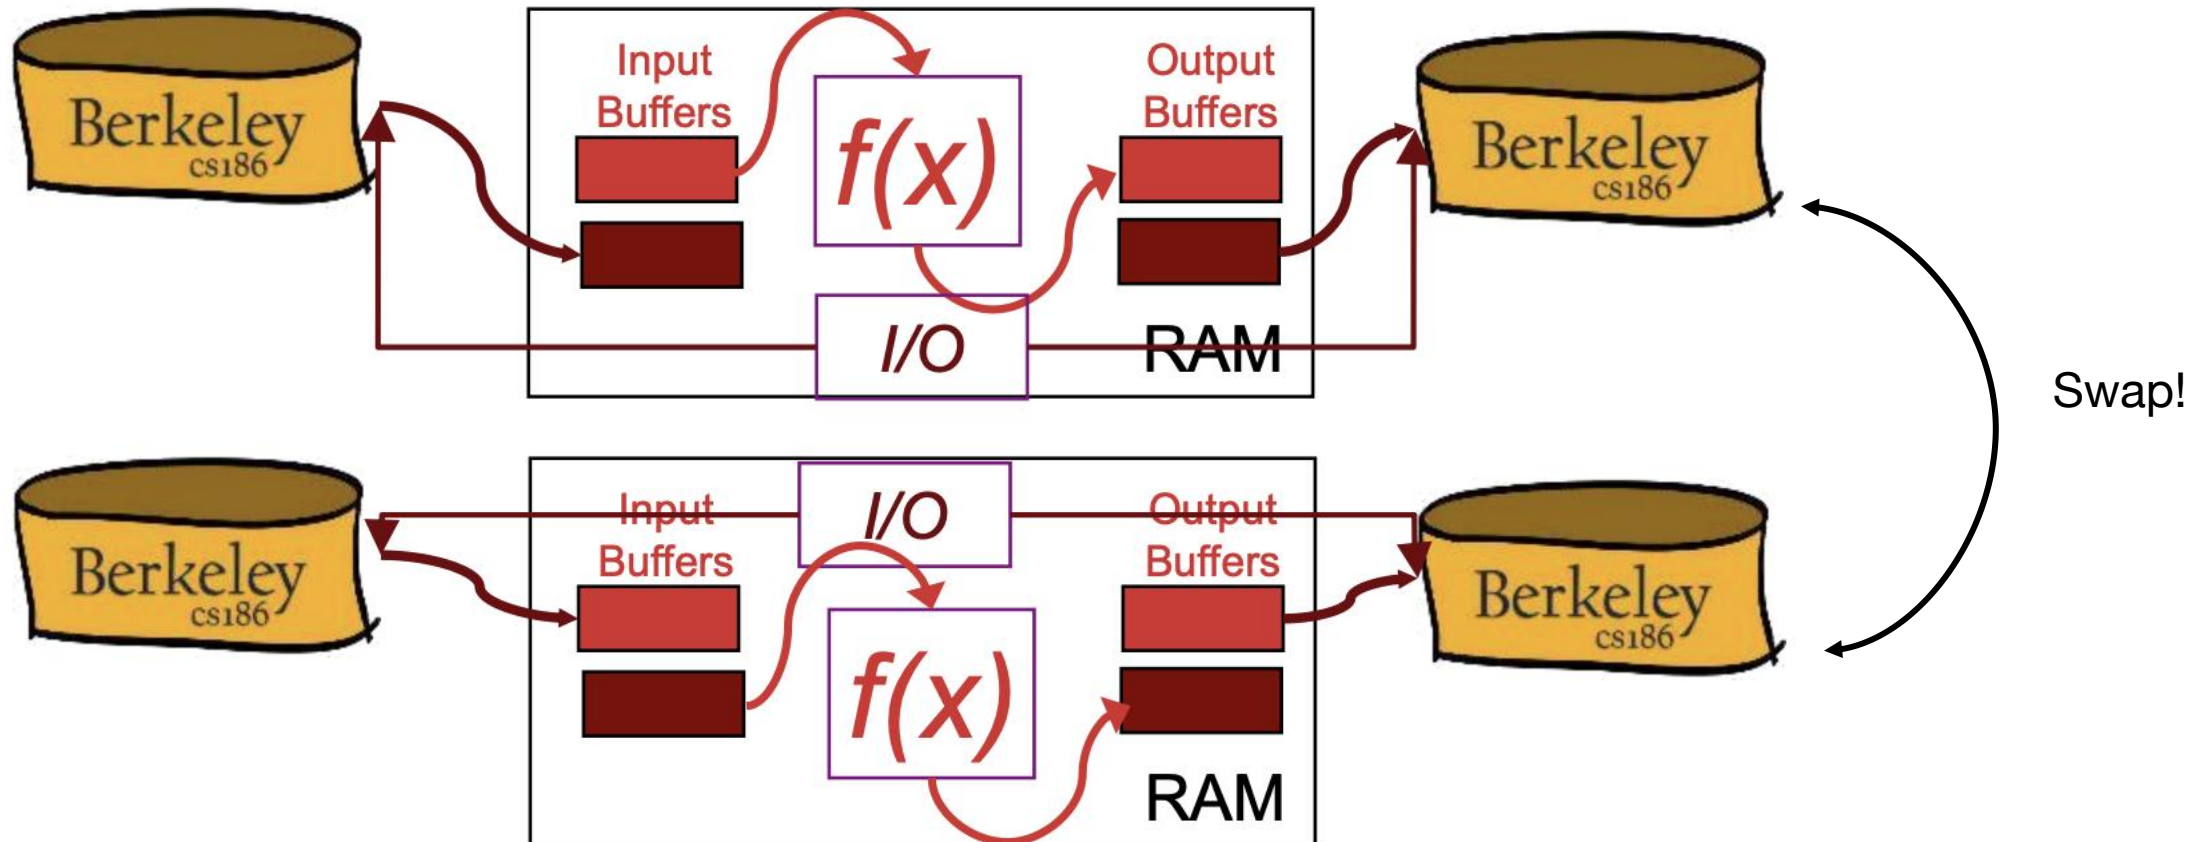 Berkeley
cs186
Input
Buffers
f(x)
I/O
Output
Buffers
RAM
Berkeley
cs186
Swap!
Berkeley
cs186
Input
Buffers
I/O
f(x)
Output
Buffers
RAM
Berkeley
cs186